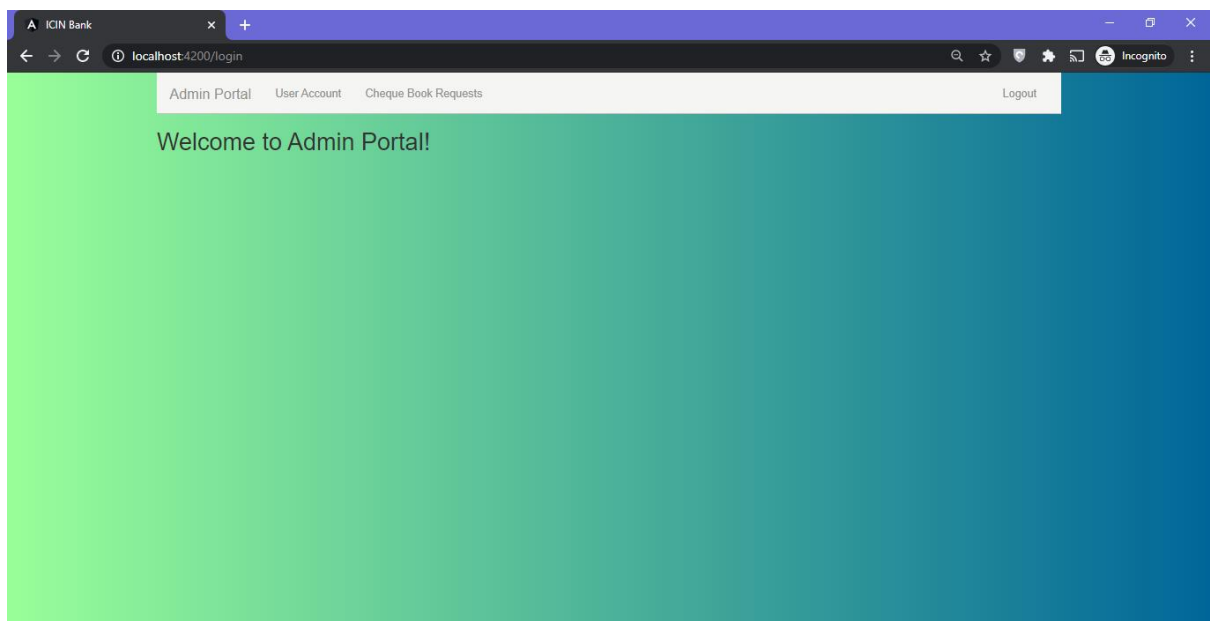 ICIN Bank
localhost:4200/login
Incognito
Admin Portal User Account Cheque Book Requests Logout
Welcome to Admin Portal!